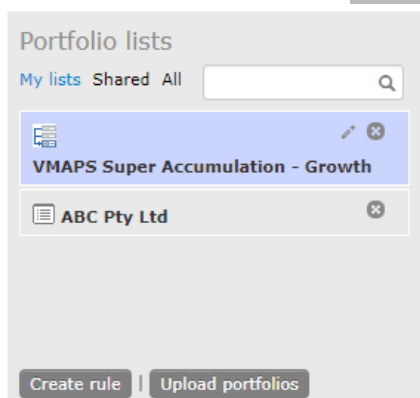 Portfolio lists
My lists Shared All
VMAPS Super Accumulation - Growth
ABC Pty Ltd
Create rule | Upload portfolios